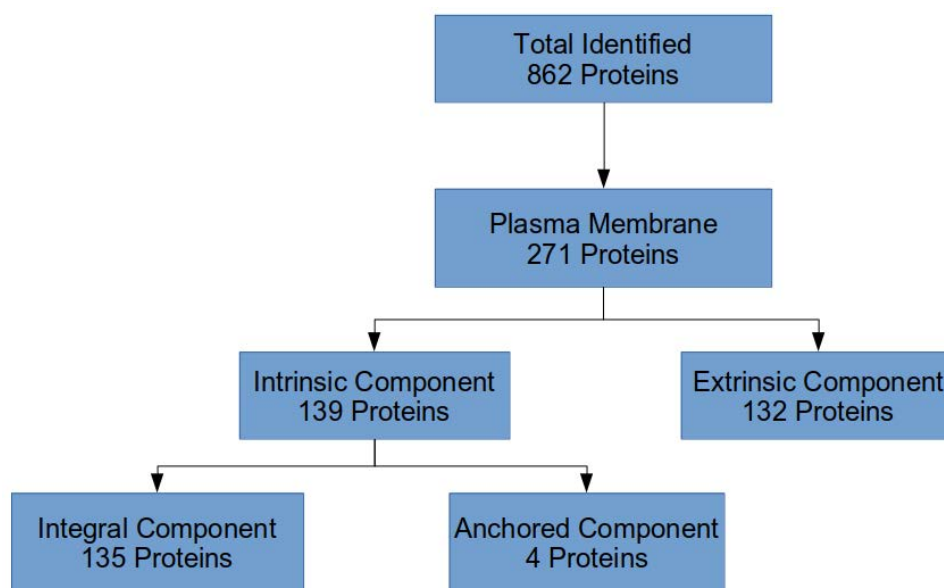 Total Identified
862 Proteins
Plasma Membrane
271 Proteins
Intrinsic Component
139 Proteins
Extrinsic Component
132 Proteins
Integral Component
135 Proteins
Anchored Component
4 Proteins